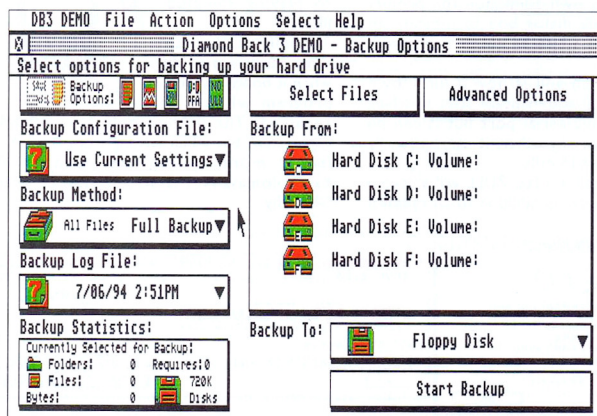 DB3 DEMO File Action Options Select Help
Diamond Back 3 DEMO - Backup Options
Select options for backing up your hard drive
SAVE
Backup Options:
PFA
NO
Select Files
Advanced Options
Backup Configuration File:
Use Current Settings
Backup Method:
All Files Full Backup
Backup Log File:
7/06/94 2:51PM
Backup Statistics:
Currently Selected for Backup:
Folders: 0 Requires: 0
Files: 0 720K
Bytes: 0 Disks
Backup From:
Hard Disk C: Volume:
Hard Disk D: Volume:
Hard Disk E: Volume:
Hard Disk F: Volume:
Backup To: Floppy Disk
Start Backup